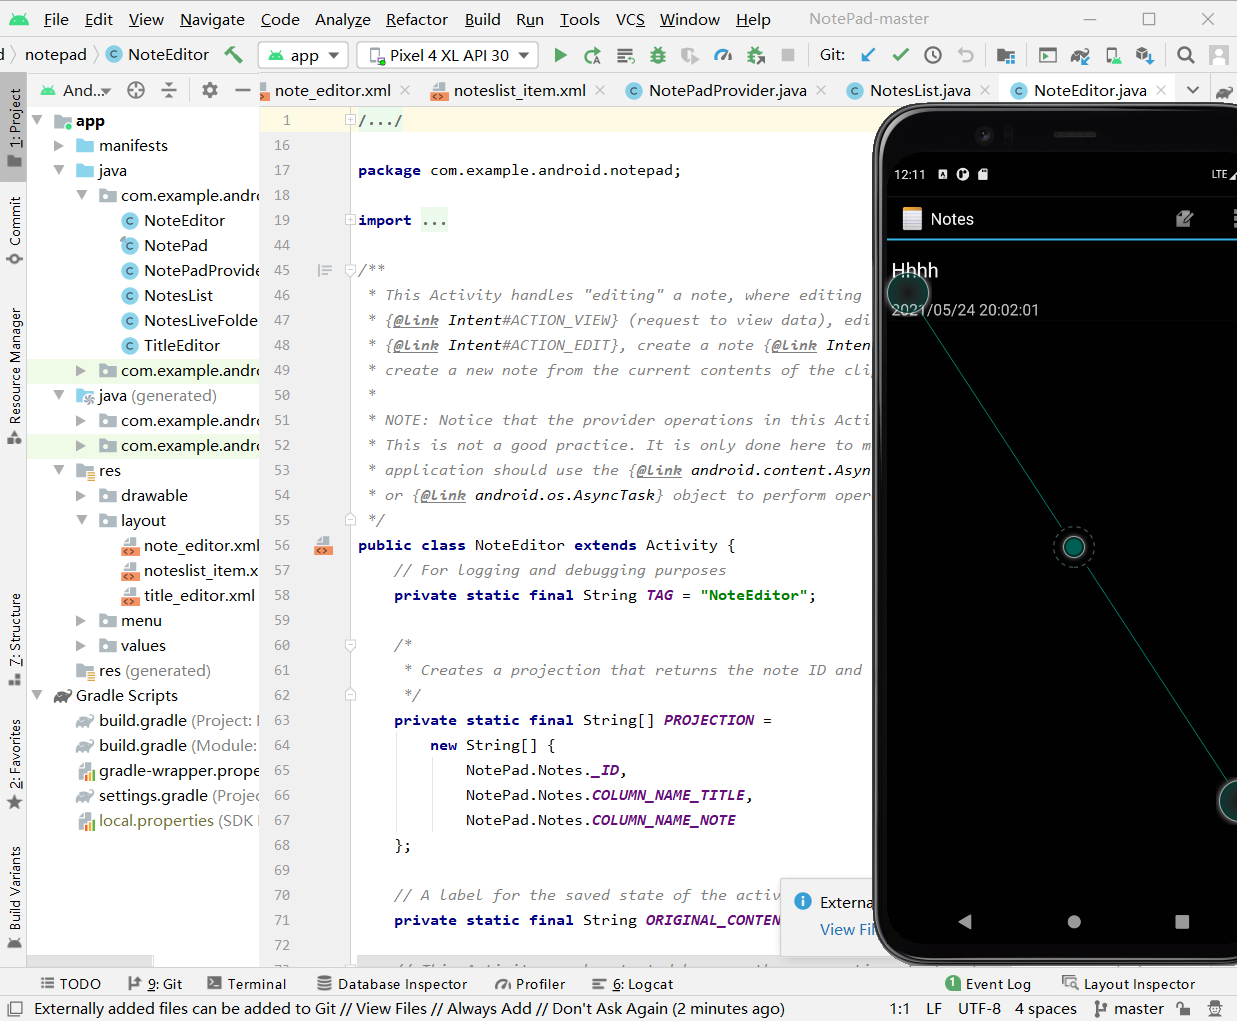 File Edit View Navigate Code Analyze Refactor Build Run Tools VCS Window Help NotePad-master
notepad NoteEditor app Pixel 4 XL API 30 Git:
And... note_editor.xml noteslist_item.xml NotePadProvider.java NotesList.java NoteEditor.java
1: Project
Commit
Resource Manager
7: Structure
2: Favorites
Build Variants
app
manifests
java
com.example.andro
NoteEditor
NotePad
NotePadProvide
NotesList
NotesLiveFolde
TitleEditor
com.example.andro
java (generated)
com.example.andro
com.example.andro
res
drawable
layout
note_editor.xml
noteslist_item.x
title_editor.xml
menu
values
res (generated)
Gradle Scripts
build.gradle (Project:
build.gradle (Module:
gradle-wrapper.prope
settings.gradle (Projec
local.properties (SDK
1 /.../
16
17 package com.example.android.notepad;
18
19 import ...
44
45 /**
46 * This Activity handles "editing" a note, where editing
47 * {@link Intent#ACTION_VIEW} (request to view data), edi
48 * {@link Intent#ACTION_EDIT}, create a note {@link Inten
49 * create a new note from the current contents of the cli
50 *
51 * NOTE: Notice that the provider operations in this Acti
52 * This is not a good practice. It is only done here to m
53 * application should use the {@link android.content.Asyn
54 * or {@link android.os.AsyncTask} object to perform oper
55 */
56 public class NoteEditor extends Activity {
57 // For logging and debugging purposes
58 private static final String TAG = "NoteEditor";
59
60 /*
61 * Creates a projection that returns the note ID and
62 */
63 private static final String[] PROJECTION =
64 new String[] {
65 NotePad.Notes._ID,
66 NotePad.Notes.COLUMN_NAME_TITLE,
67 NotePad.Notes.COLUMN_NAME_NOTE
68 };
69
70 // A label for the saved state of the activ
71 private static final String ORIGINAL_CONTEN
72
12:11 LTE
Notes
Hhhh
2021/05/24 20:02:01
Externa
View Fil
TODO 9: Git Terminal Database Inspector Profiler 6: Logcat 1 Event Log Layout Inspector
Externally added files can be added to Git // View Files // Always Add // Don't Ask Again (2 minutes ago) 1:1 LF UTF-8 4 spaces master